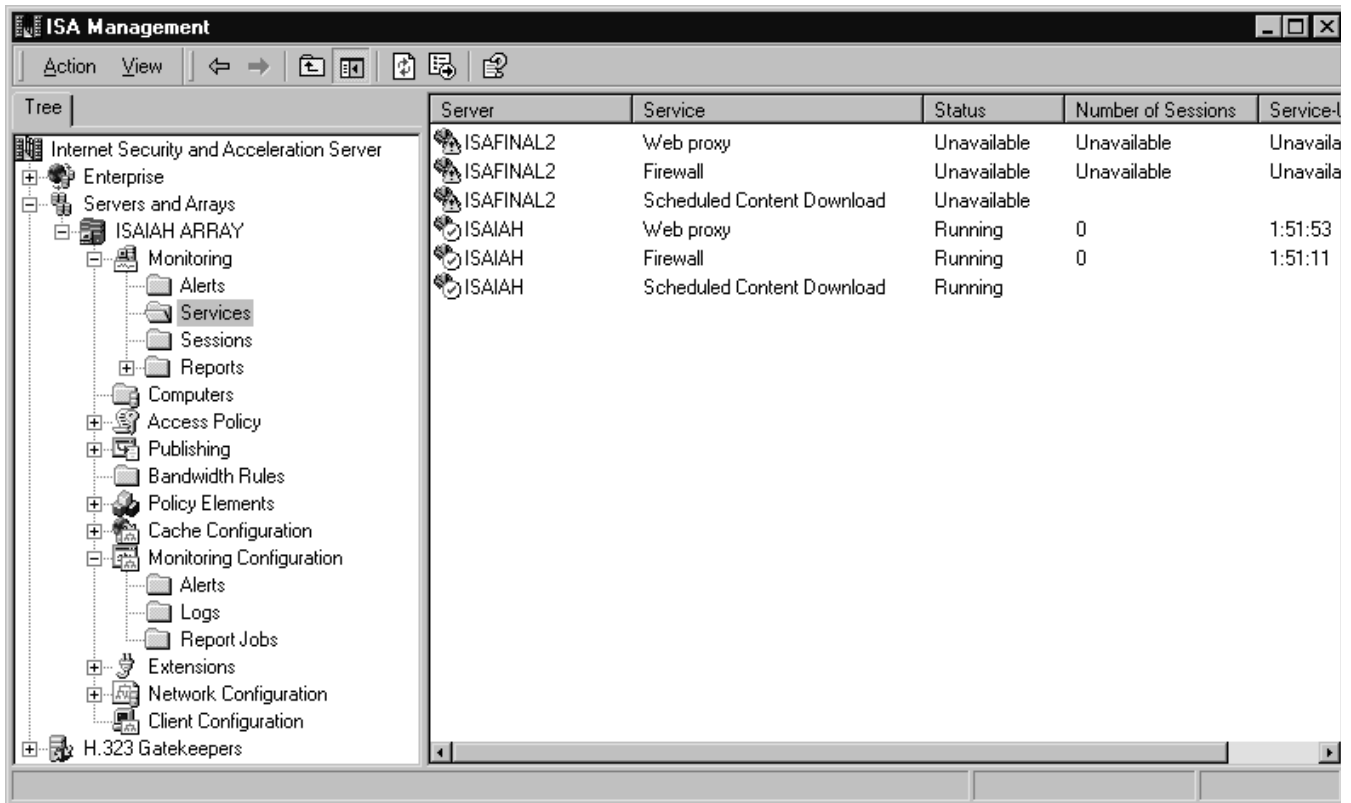 ISA Management
Action View
Tree
Internet Security and Acceleration Server
Enterprise
Servers and Arrays
ISAIAH ARRAY
Monitoring
Alerts
Services
Sessions
Reports
Computers
Access Policy
Publishing
Bandwidth Rules
Policy Elements
Cache Configuration
Monitoring Configuration
Alerts
Logs
Report Jobs
Extensions
Network Configuration
Client Configuration
H.323 Gatekeepers
Server Service Status Number of Sessions Service-U
ISAFINAL2 Web proxy Unavailable Unavailable Unavaila
ISAFINAL2 Firewall Unavailable Unavailable Unavaila
ISAFINAL2 Scheduled Content Download Unavailable
ISAIAH Web proxy Running 0 1:51:53
ISAIAH Firewall Running 0 1:51:11
ISAIAH Scheduled Content Download Running